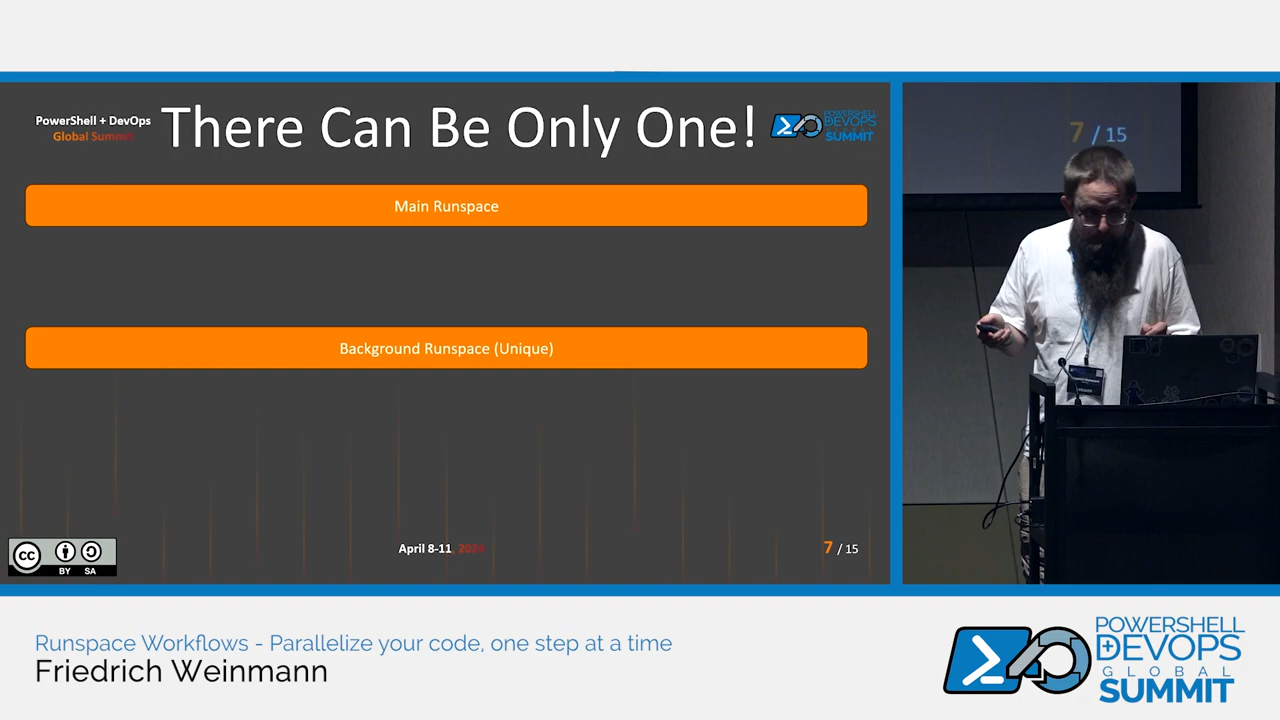 PowerShell + DevOps
Global Summit
There Can Be Only One!
POWERSHELL
DEVOPS
GLOBAL
SUMMIT
Main Runspace
Background Runspace (Unique)
cc
BY SA
April 8-11, 2024
7 / 15
7 / 15
Runspace Workflows - Parallelize your code, one step at a time
Friedrich Weinmann
POWERSHELL
DEVOPS
GLOBAL
SUMMIT